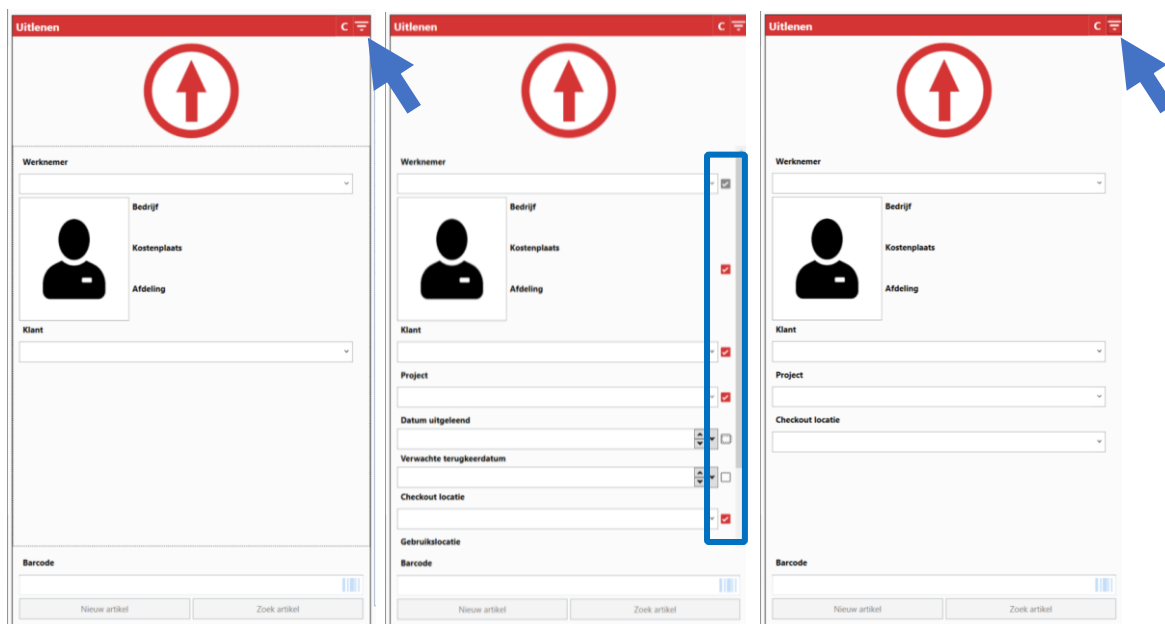 Uitlenen C
Werknemer
Bedrijf
Kostenplaats
Afdeling
Klant
Barcode
Nieuw artikel Zoek artikel
Uitlenen C
Werknemer
Bedrijf
Kostenplaats
Afdeling
Klant
Project
Datum uitgeleend
Verwachte terugkeerdatum
Checkout locatie
Gebruikslocatie
Barcode
Nieuw artikel Zoek artikel
Uitlenen C
Werknemer
Bedrijf
Kostenplaats
Afdeling
Klant
Project
Checkout locatie
Barcode
Nieuw artikel Zoek artikel